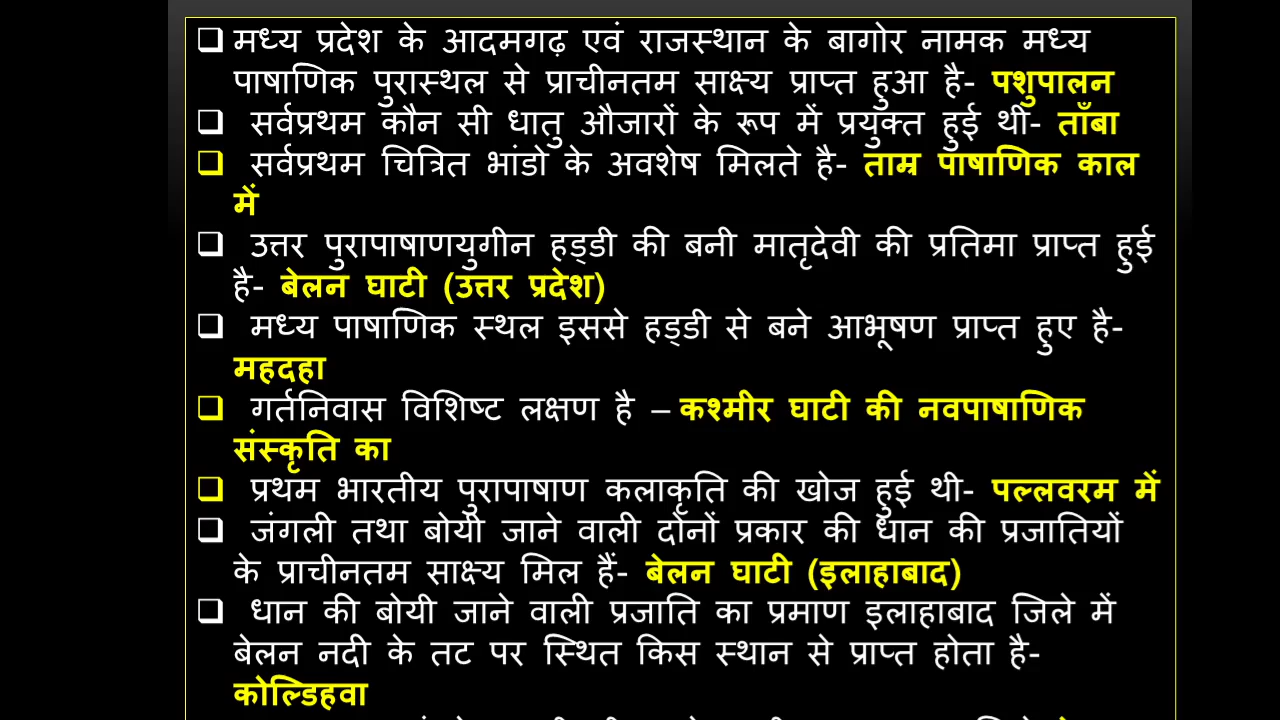 मध्य प्रदेश के आदमगढ़ एवं राजस्थान के बागोर नामक मध्य
पाषाणिक पुरास्थल से प्राचीनतम साक्ष्य प्राप्त हुआ है- पशुपालन
सर्वप्रथम कौन सी धातु औजारों के रूप में प्रयुक्त हुई थी- ताँबा
सर्वप्रथम चित्रित भांडो के अवशेष मिलते है- ताम्र पाषाणिक काल
में
उत्तर पुरापाषाणयुगीन हड्डी की बनी मातृदेवी की प्रतिमा प्राप्त हुई
है- बेलन घाटी (उत्तर प्रदेश)
मध्य पाषाणिक स्थल इससे हड्डी से बने आभूषण प्राप्त हुए है-
महदहा
गर्तनिवास विशिष्ट लक्षण है – कश्मीर घाटी की नवपाषाणिक
संस्कृति का
प्रथम भारतीय पुरापाषाण कलाकृति की खोज हुई थी- पल्लवरम में
जंगली तथा बोयी जाने वाली दोनों प्रकार की धान की प्रजातियों
के प्राचीनतम साक्ष्य मिल हैं- बेलन घाटी (इलाहाबाद)
धान की बोयी जाने वाली प्रजाति का प्रमाण इलाहाबाद जिले में
बेलन नदी के तट पर स्थित किस स्थान से प्राप्त होता है-
कोल्डिहवा